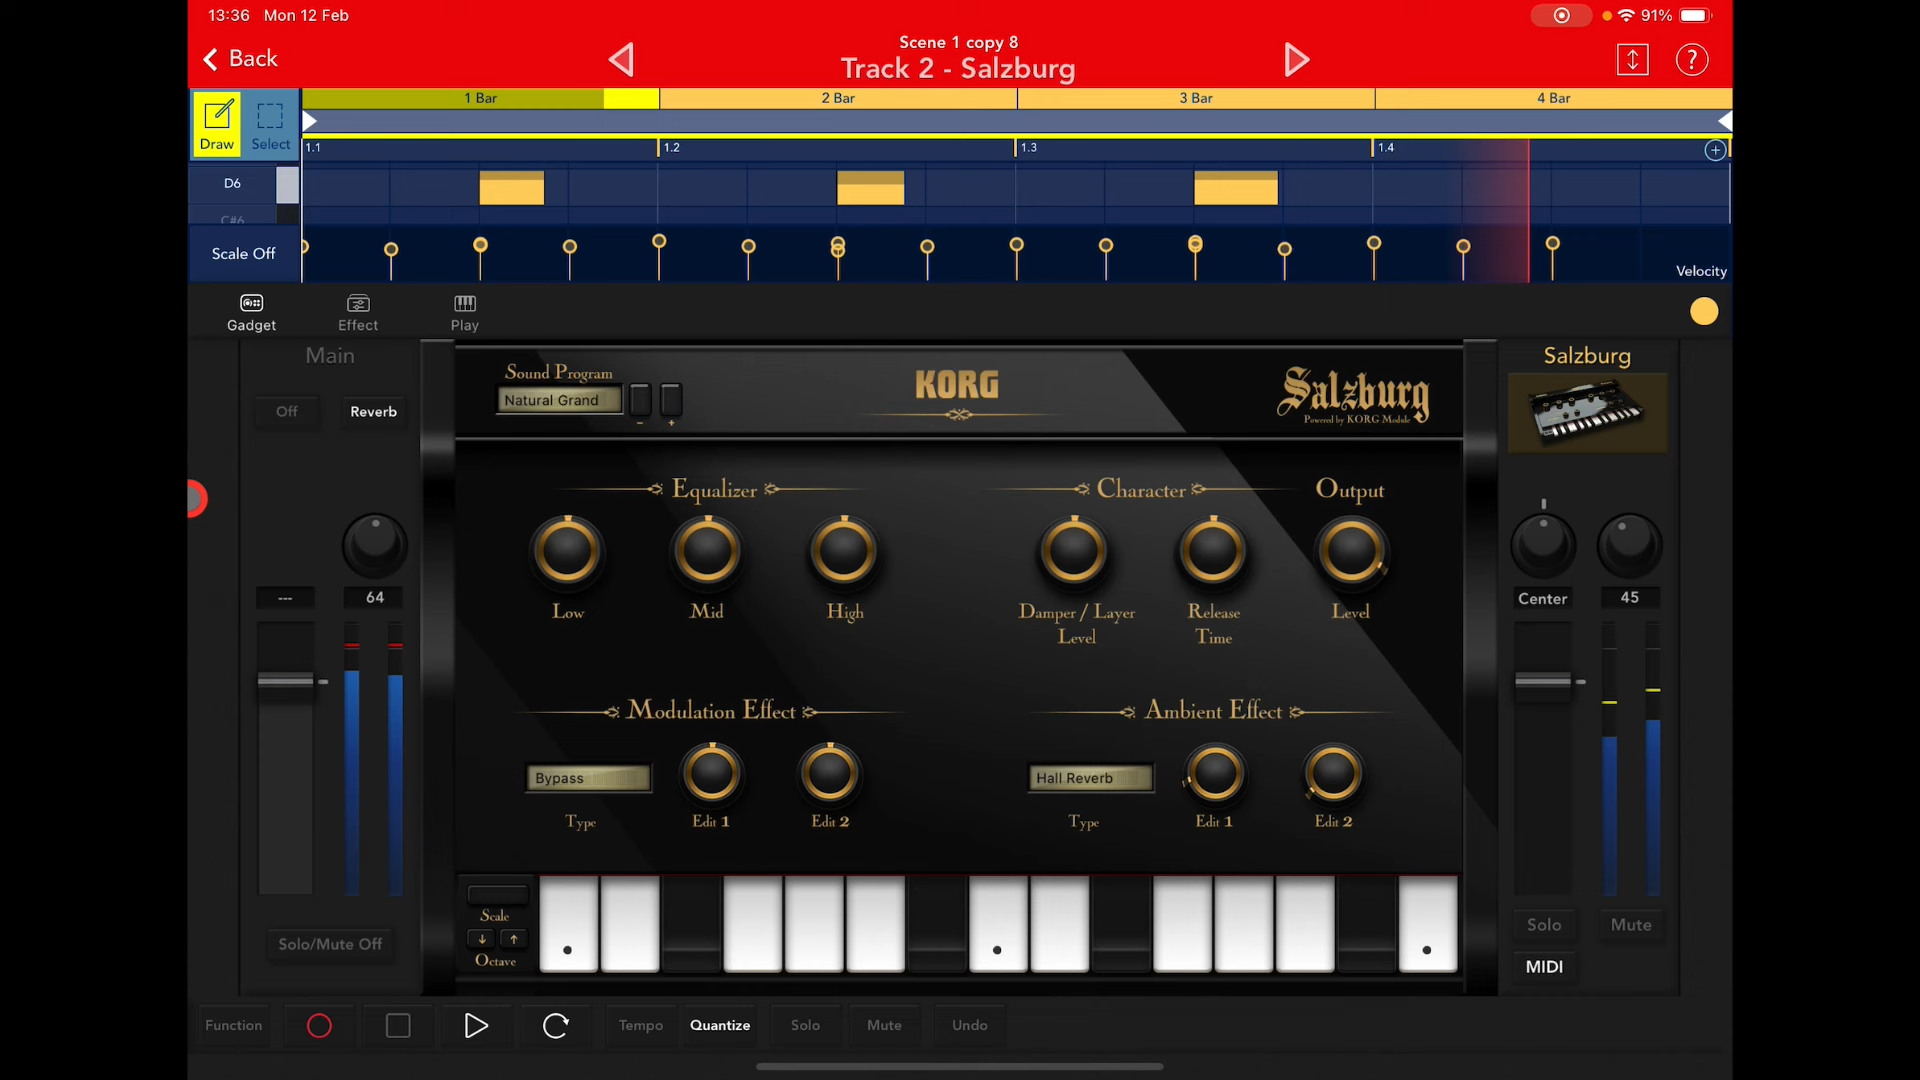 13:36 Mon 12 Feb
91%
Back
Scene 1 copy 8
Track 2 - Salzburg
?
Draw
Select
1 Bar
2 Bar
3 Bar
4 Bar
1.1
1.2
1.3
1.4
D6
C#6
Scale Off
Velocity
Gadget
Effect
Play
Main
Off
Reverb
---
64
Solo/Mute Off
Sound Program
Natural Grand
- +
KORG
Salzburg
Powered by KORG Module
Equalizer
Character
Output
Low
Mid
High
Damper / Layer
Level
Release
Time
Level
Modulation Effect
Ambient Effect
Bypass
Hall Reverb
Type
Edit 1
Edit 2
Type
Edit 1
Edit 2
Scale
Octave
Salzburg
Center
45
Solo
Mute
MIDI
Function
Tempo
Quantize
Solo
Mute
Undo